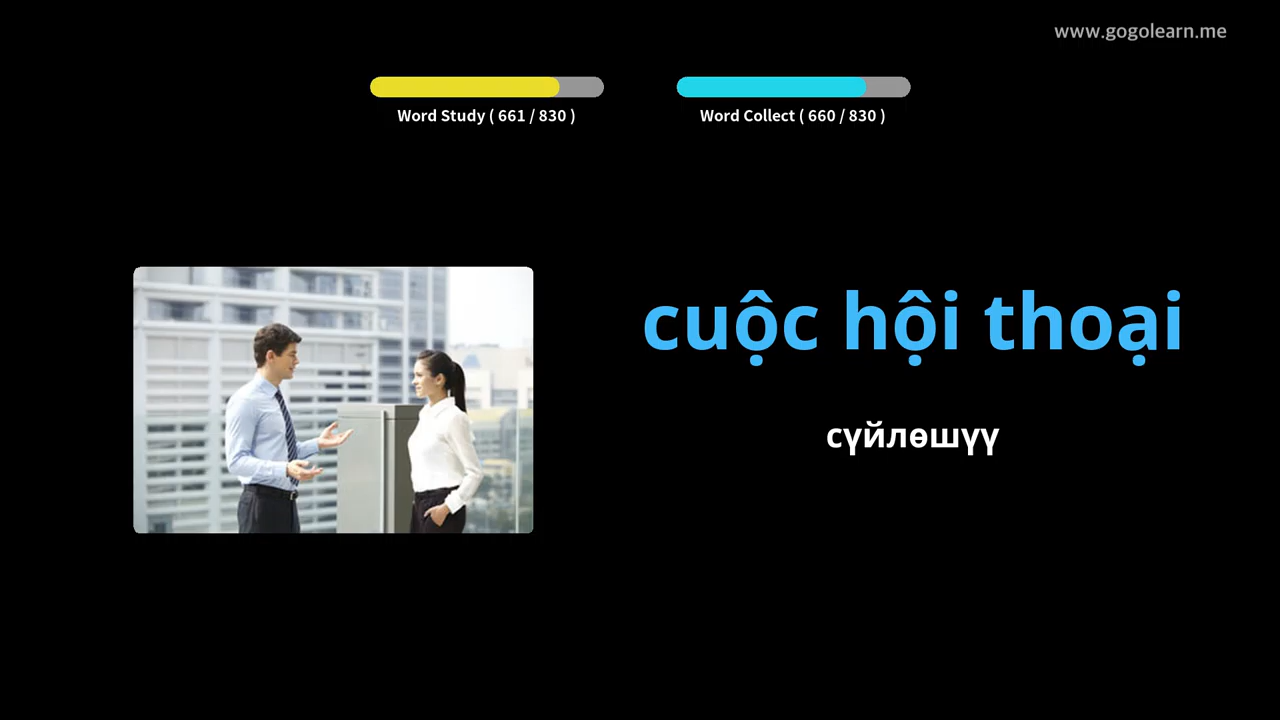 www.gogolearn.me
Word Study ( 661 / 830 )
Word Collect ( 660 / 830 )
cuộc hội thoại
сүйлөшүү